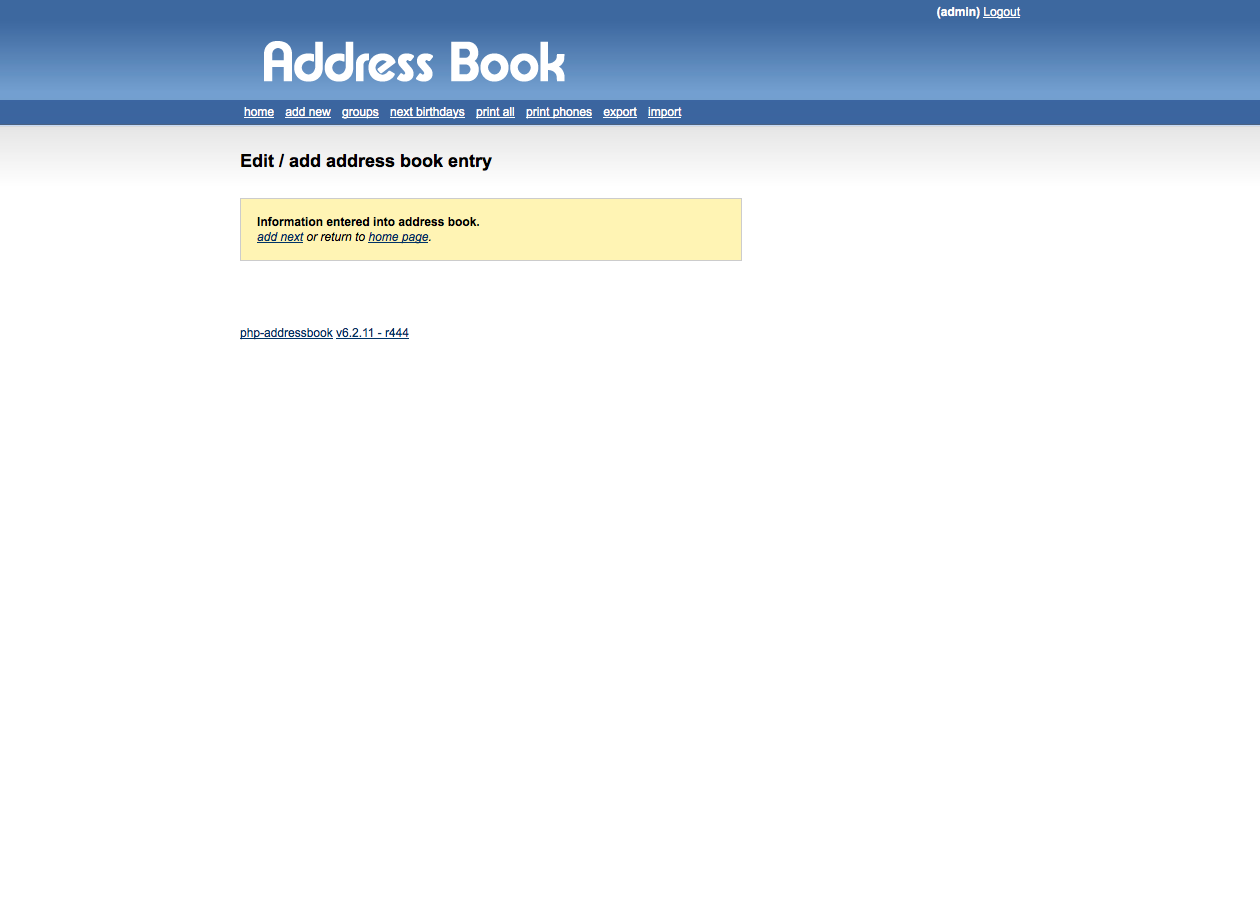 (admin) Logout
Address Book
home add new groups next birthdays print all print phones export import
Edit / add address book entry
Information entered into address book.
add next or return to home page.
php-addressbook v6.2.11 - r444